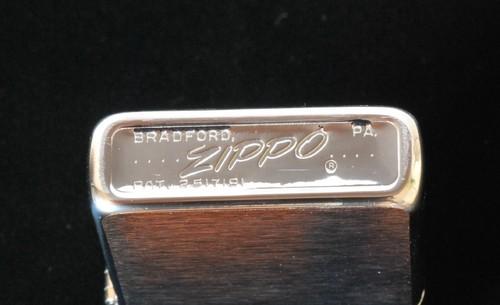 BRADFORD, PA.
..... ZIPPO ® ....
PAT. 2517191